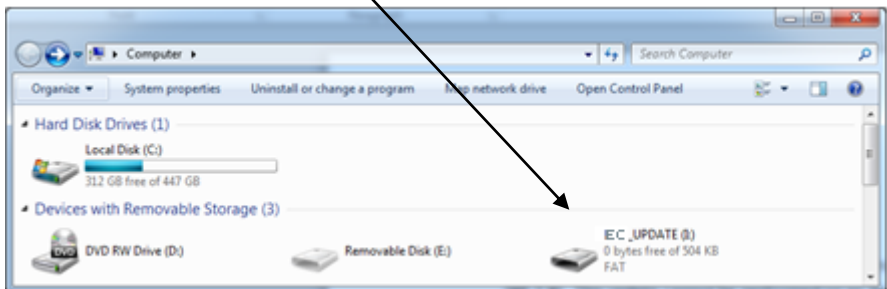 Computer
Search Computer
Organize System properties Uninstall or change a program Map network drive Open Control Panel
Hard Disk Drives (1)
Local Disk (C:)
312 GB free of 447 GB
Devices with Removable Storage (3)
DVD
DVD RW Drive (D:)
Removable Disk (E:)
EC_UPDATE (I:)
0 bytes free of 504 KB
FAT